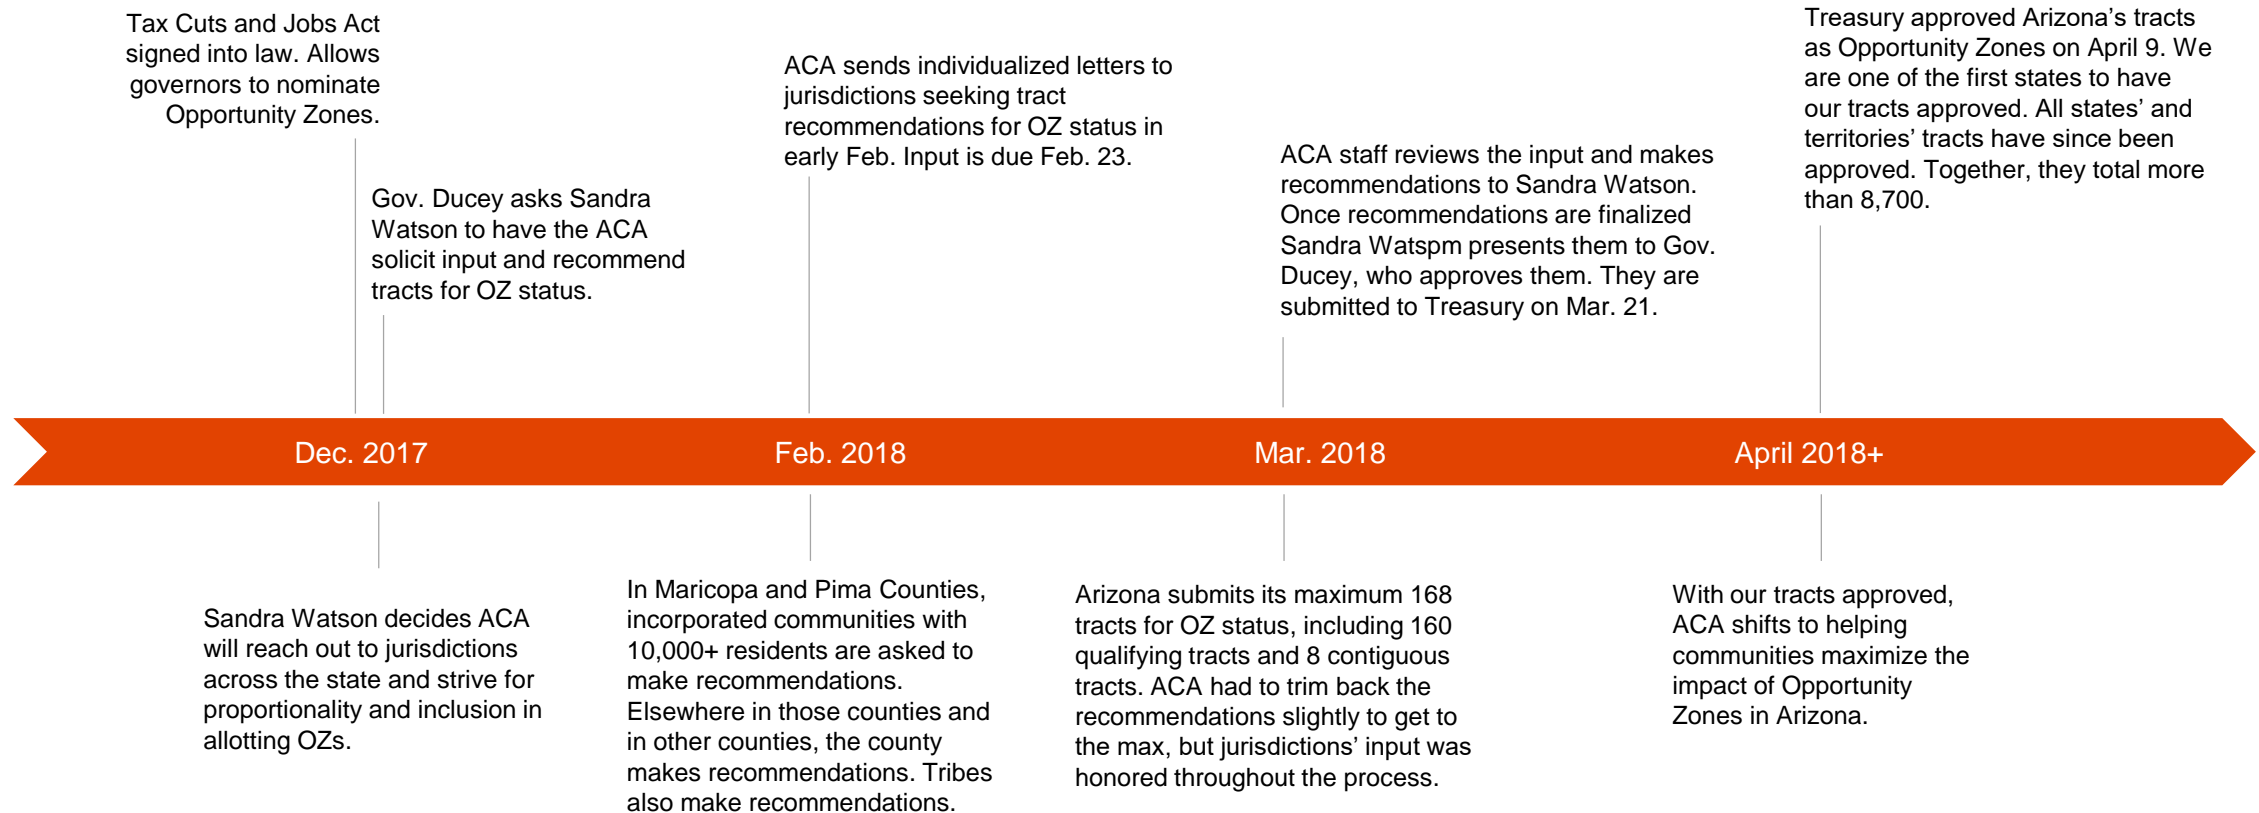 Tax Cuts and Jobs Act
signed into law. Allows
governors to nominate
Opportunity Zones.
Gov. Ducey asks Sandra
Watson to have the ACA
solicit input and recommend
tracts for OZ status.
ACA sends individualized letters to
jurisdictions seeking tract
recommendations for OZ status in
early Feb. Input is due Feb. 23.
ACA staff reviews the input and makes
recommendations to Sandra Watson.
Once recommendations are finalized
Sandra Watspm presents them to Gov.
Ducey, who approves them. They are
submitted to Treasury on Mar. 21.
Treasury approved Arizona’s tracts
as Opportunity Zones on April 9. We
are one of the first states to have
our tracts approved. All states’ and
territories’ tracts have since been
approved. Together, they total more
than 8,700.
Dec. 2017
Feb. 2018
Mar. 2018
April 2018+
Sandra Watson decides ACA
will reach out to jurisdictions
across the state and strive for
proportionality and inclusion in
allotting OZs.
In Maricopa and Pima Counties,
incorporated communities with
10,000+ residents are asked to
make recommendations.
Elsewhere in those counties and
in other counties, the county
makes recommendations. Tribes
also make recommendations.
Arizona submits its maximum 168
tracts for OZ status, including 160
qualifying tracts and 8 contiguous
tracts. ACA had to trim back the
recommendations slightly to get to
the max, but jurisdictions’ input was
honored throughout the process.
With our tracts approved,
ACA shifts to helping
communities maximize the
impact of Opportunity
Zones in Arizona.